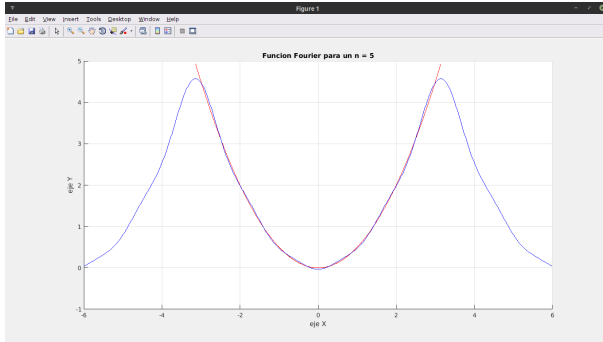 Figure 1
File Edit View Insert Tools Desktop Window Help
Funcion Fourier para un n = 5
5
4
3
2
1
0
-1
eje Y
-6 -4 -2 0 2 4 6
eje X